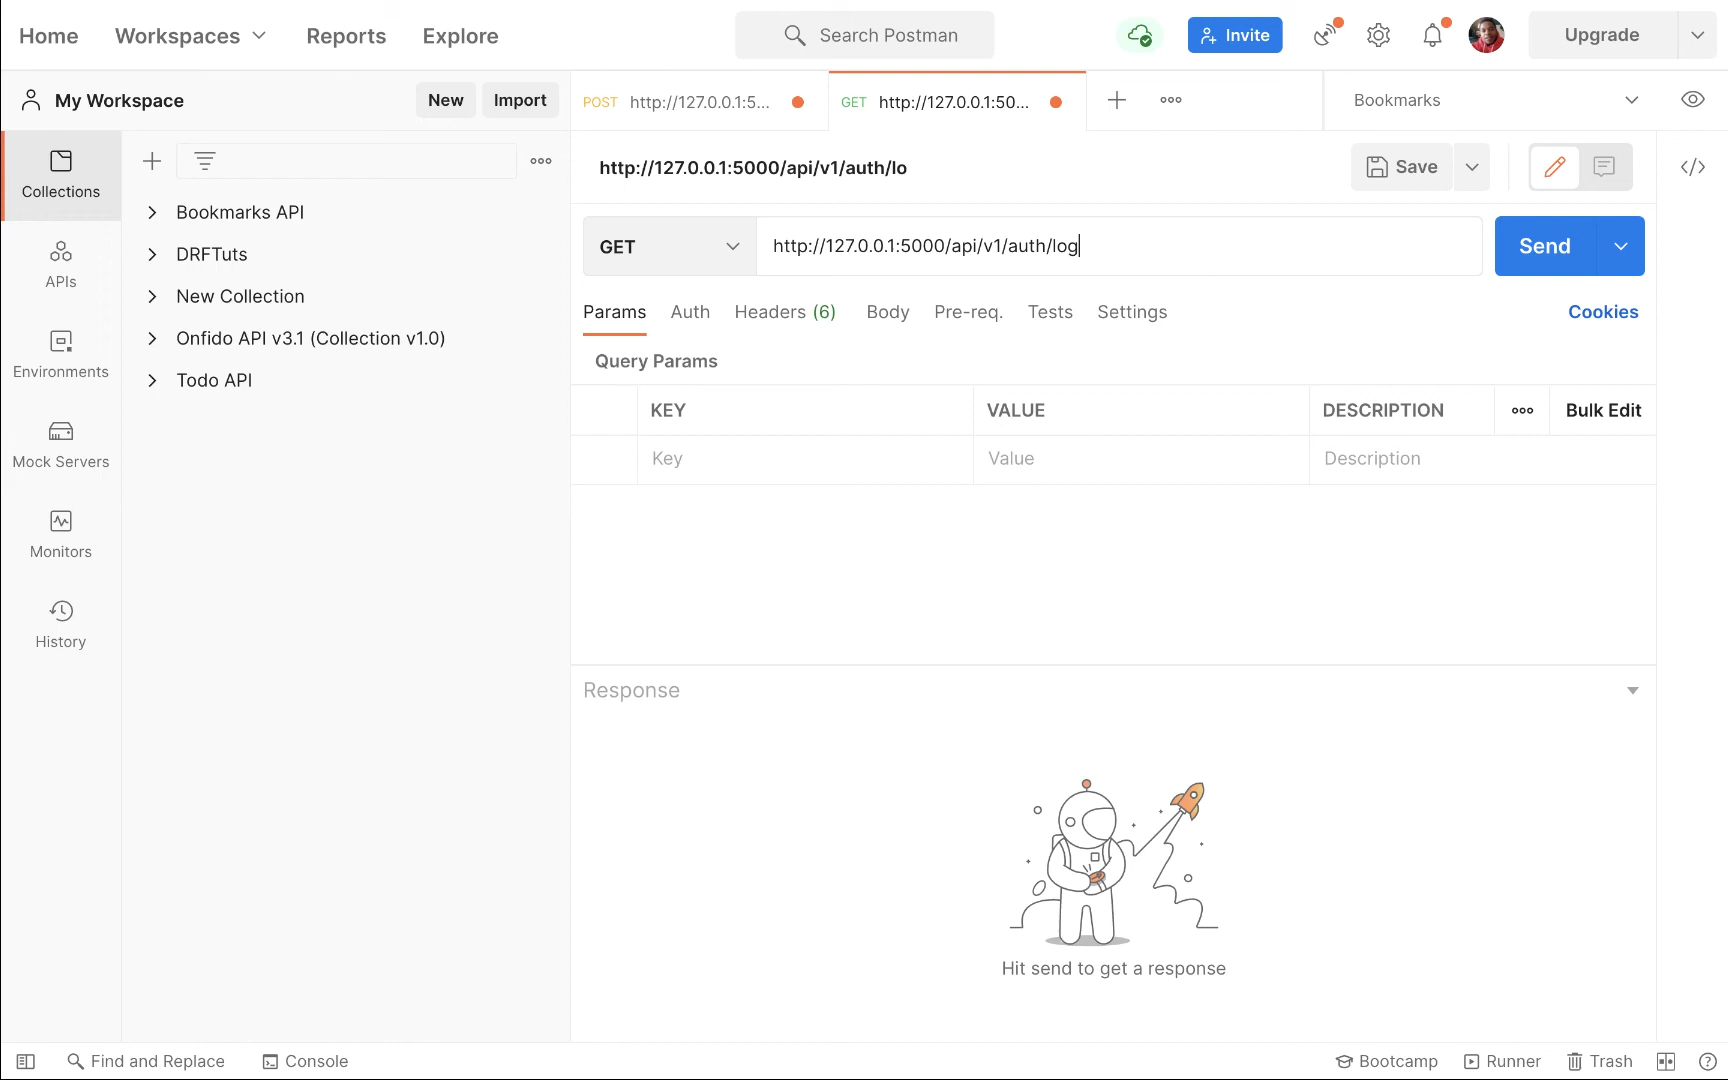 Home Workspaces Reports Explore Search Postman Invite Upgrade
My Workspace New Import POST http://127.0.0.1:5... GET http://127.0.0.1:50... Bookmarks
http://127.0.0.1:5000/api/v1/auth/lo Save
Collections
Bookmarks API
DRFTuts
New Collection
Onfido API v3.1 (Collection v1.0)
Todo API
APIs
Environments
Mock Servers
Monitors
History
GET http://127.0.0.1:5000/api/v1/auth/log Send
Params Auth Headers (6) Body Pre-req. Tests Settings Cookies
Query Params
KEY VALUE DESCRIPTION Bulk Edit
Key Value Description
Response
Hit send to get a response
Find and Replace Console Bootcamp Runner Trash